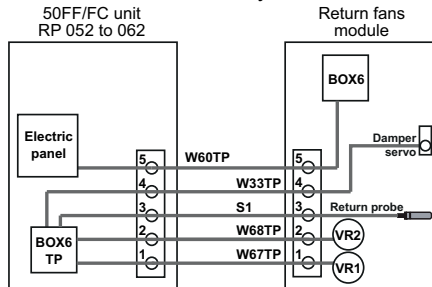 50FF/FC unit
RP 052 to 062
Return fans
module
BOX6
Electric
panel
Damper
servo
5
W60TP
5
4
W33TP
4
3
S1
3
Return probe
BOX6
TP
2
W68TP
2
VR2
1
W67TP
1
VR1